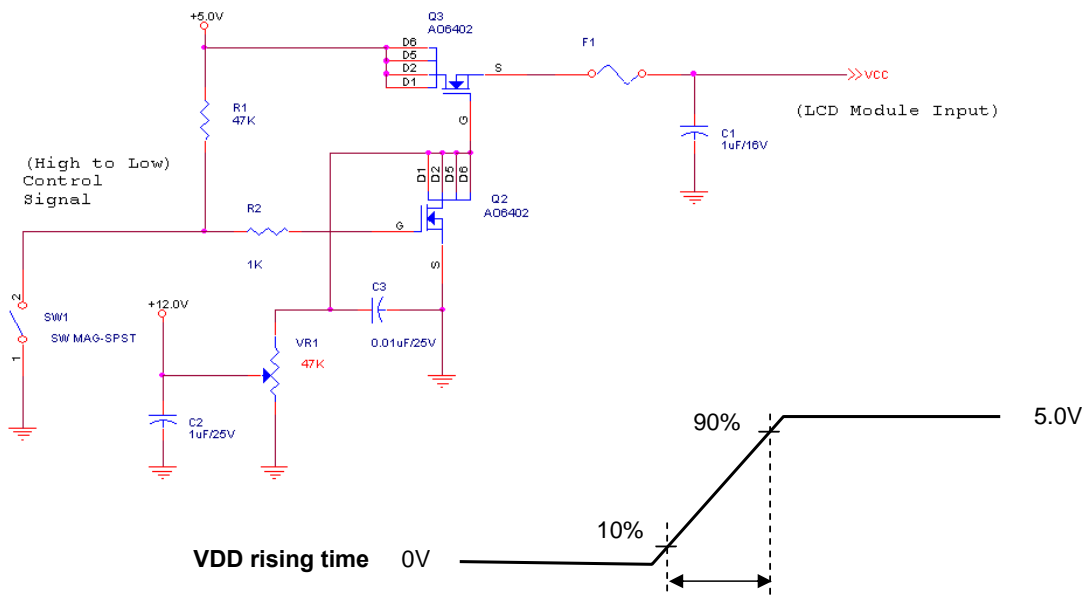 +5.0V
Q3
AO6402
D6
D5
D2
D1
S
G
F1
VCC
(LCD Module Input)
C1
1uF/16V
R1
47K
(High to Low)
Control
Signal
D1
D2
D5
D6
Q2
AO6402
R2
1K
G
S
2
SW1
SW MAG-SPST
1
+12.0V
C3
0.01uF/25V
VR1
47K
C2
1uF/25V
90%
5.0V
10%
VDD rising time 0V